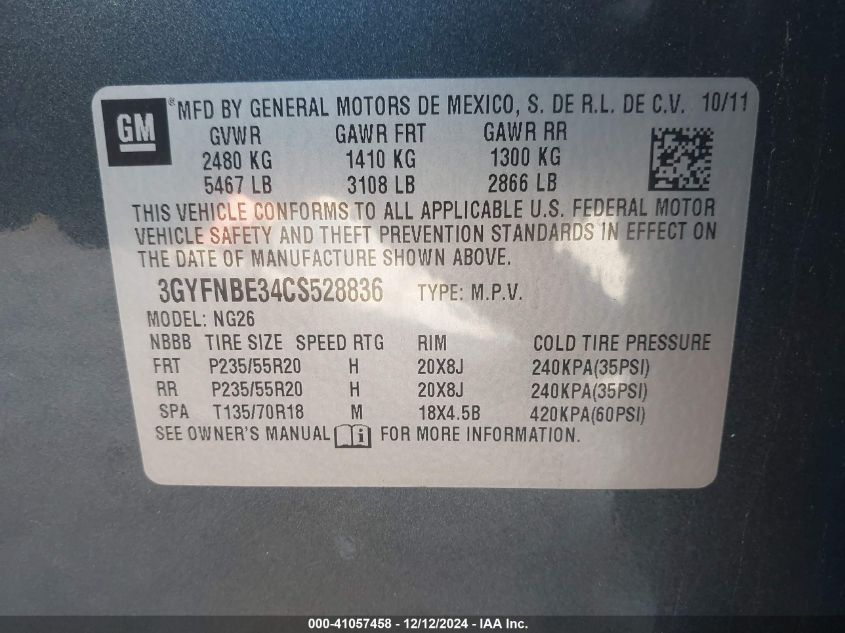 GM ® MFD BY GENERAL MOTORS DE MEXICO, S. DE R.L. DE C.V. 10/11
GVWR GAWR FRT GAWR RR
2480 KG 1410 KG 1300 KG
5467 LB 3108 LB 2866 LB
THIS VEHICLE CONFORMS TO ALL APPLICABLE U.S. FEDERAL MOTOR
VEHICLE SAFETY AND THEFT PREVENTION STANDARDS IN EFFECT ON
THE DATE OF MANUFACTURE SHOWN ABOVE.
3GYFNBE34CS528836 TYPE: M.P.V.
MODEL: NG26
NBBB TIRE SIZE SPEED RTG RIM COLD TIRE PRESSURE
FRT P235/55R20 H 20X8J 240KPA(35PSI)
RR P235/55R20 H 20X8J 240KPA(35PSI)
SPA T135/70R18 M 18X4.5B 420KPA(60PSI)
SEE OWNER'S MANUAL i FOR MORE INFORMATION.
000-41057458 - 12/12/2024 - IAA Inc.